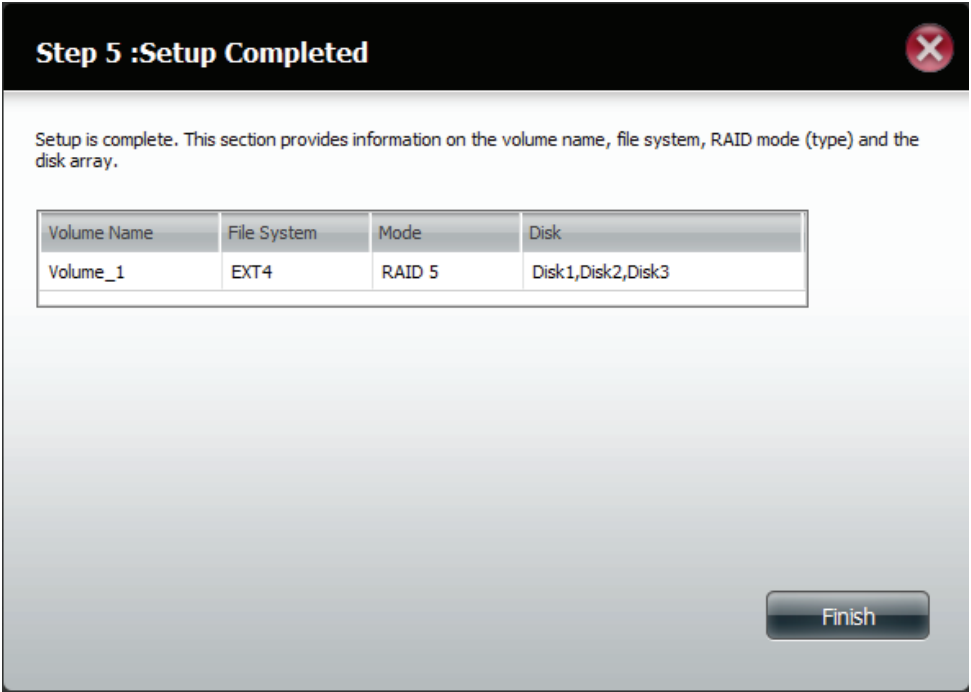 Step 5 :Setup Completed
Setup is complete. This section provides information on the volume name, file system, RAID mode (type) and the
disk array.
Volume Name File System Mode Disk
Volume_1 EXT4 RAID 5 Disk1,Disk2,Disk3
Finish